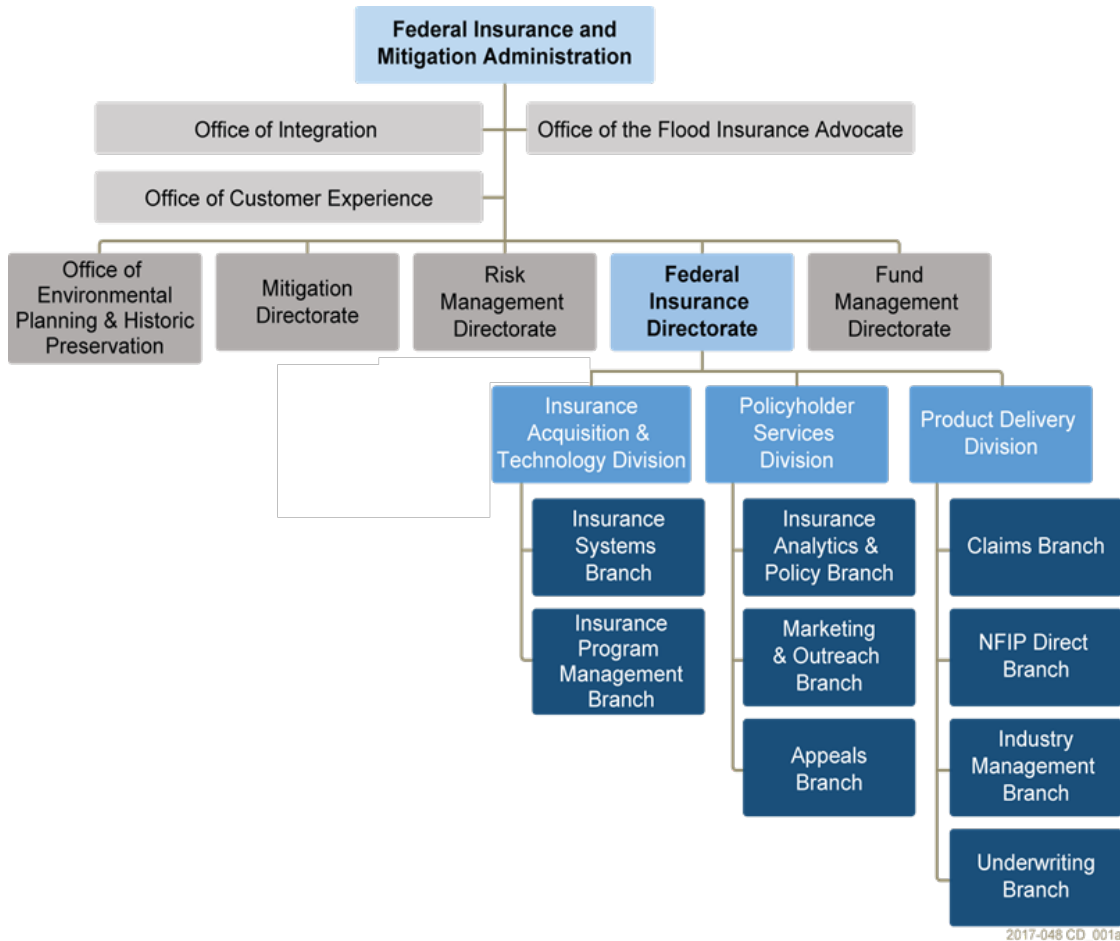 Federal Insurance and
Mitigation Administration
Office of Integration
Office of the Flood Insurance Advocate
Office of Customer Experience
Office of
Environmental
Planning & Historic
Preservation
Mitigation
Directorate
Risk
Management
Directorate
Federal
Insurance
Directorate
Fund
Management
Directorate
Insurance
Acquisition &
Technology Division
Policyholder
Services
Division
Product Delivery
Division
Insurance
Systems
Branch
Insurance
Program
Management
Branch
Insurance
Analytics &
Policy Branch
Marketing
& Outreach
Branch
Appeals
Branch
Claims Branch
NFIP Direct
Branch
Industry
Management
Branch
Underwriting
Branch
2017-048 CD 001a